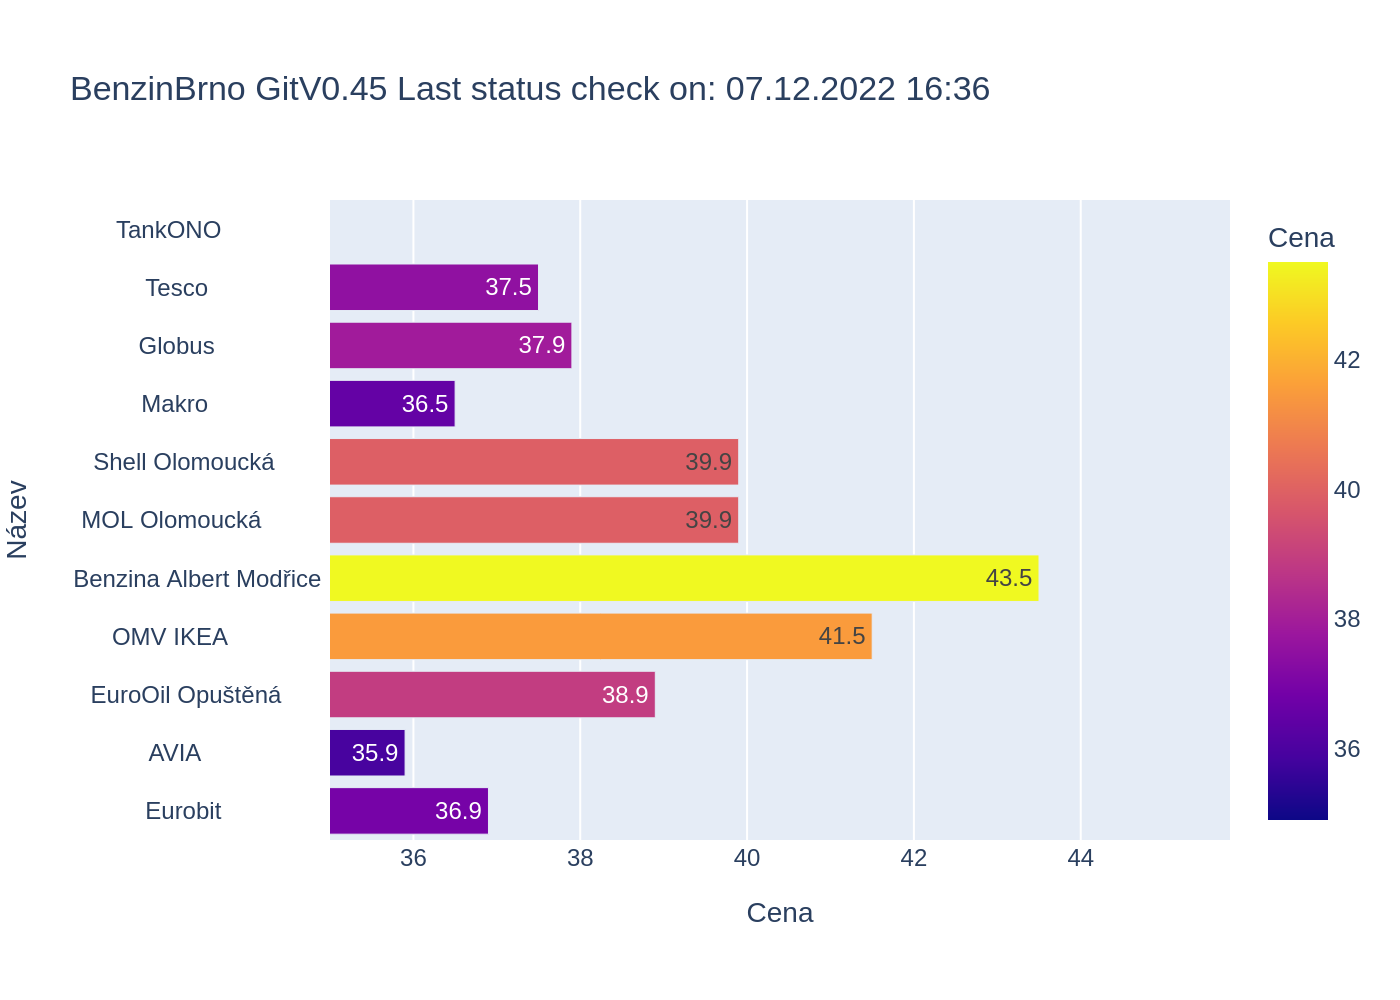 BenzinBrno GitV0.45 Last status check on: 07.12.2022 16:36
Název
TankONO
Tesco 37.5
Globus 37.9
Makro 36.5
Shell Olomoucká 39.9
MOL Olomoucká 39.9
Benzina Albert Modřice 43.5
OMV IKEA 41.5
EuroOil Opuštěná 38.9
AVIA 35.9
Eurobit 36.9
36 38 40 42 44
Cena
Cena
42
40
38
36